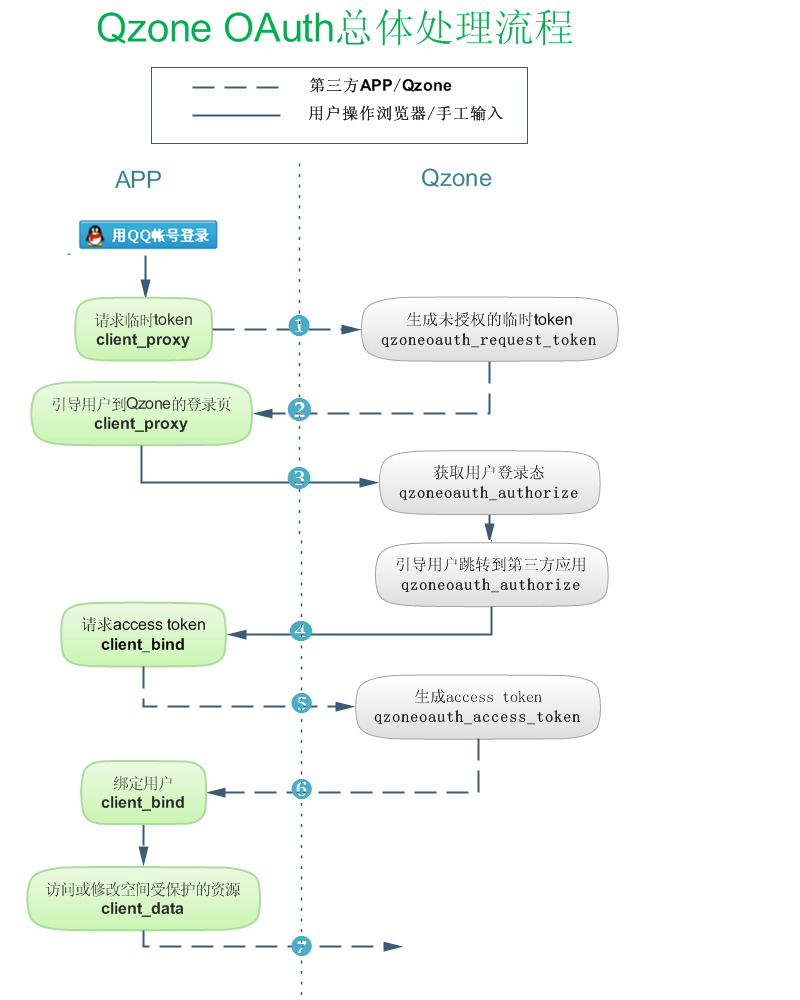 Qzone OAuth总体处理流程
第三方APP/Qzone
用户操作浏览器/手工输入
APP
Qzone
用QQ帐号登录
请求临时token
client_proxy
1
生成未授权的临时token
qzoneoauth_request_token
引导用户到Qzone的登录页
client_proxy
2
3
获取用户登录态
qzoneoauth_authorize
引导用户跳转到第三方应用
qzoneoauth_authorize
请求access token
client_bind
4
5
生成access token
qzoneoauth_access_token
绑定用户
client_bind
6
访问或修改空间受保护的资源
client_data
7